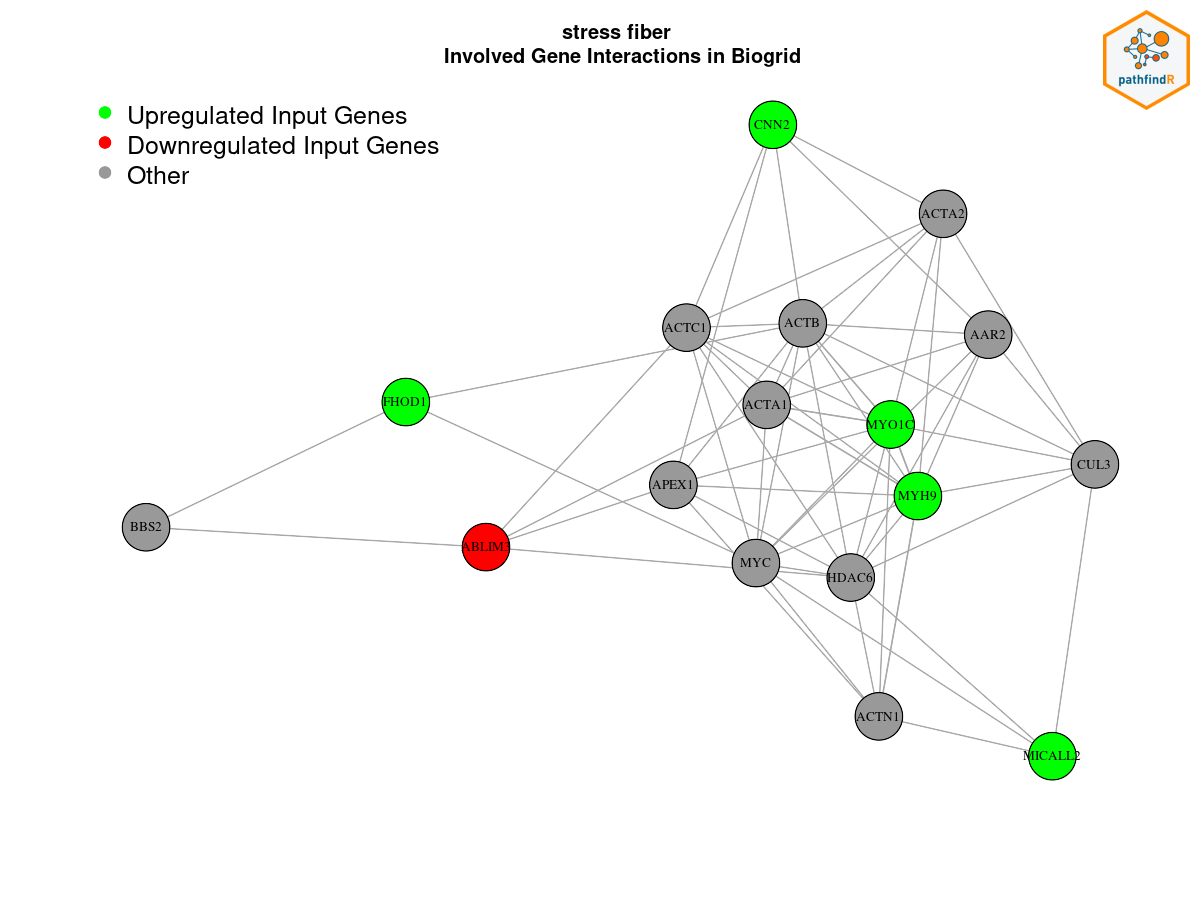 stress fiber
Involved Gene Interactions in Biogrid
pathfindR
Upregulated Input Genes
Downregulated Input Genes
Other
CNN2
ACTA2
ACTC1
ACTB
AAR2
FHOD1
ACTA1
MYO1C
CUL3
APEX1
MYH9
BBS2
ABLIM3
MYC
HDAC6
ACTN1
MICALL2